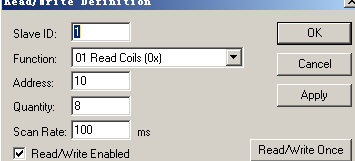 Read/Write Definition
Slave ID: 1
OK
Function: 01 Read Coils (0x)
Cancel
Address: 10
Apply
Quantity: 8
Scan Rate: 100 ms
Read/Write Enabled
Read/Write Once